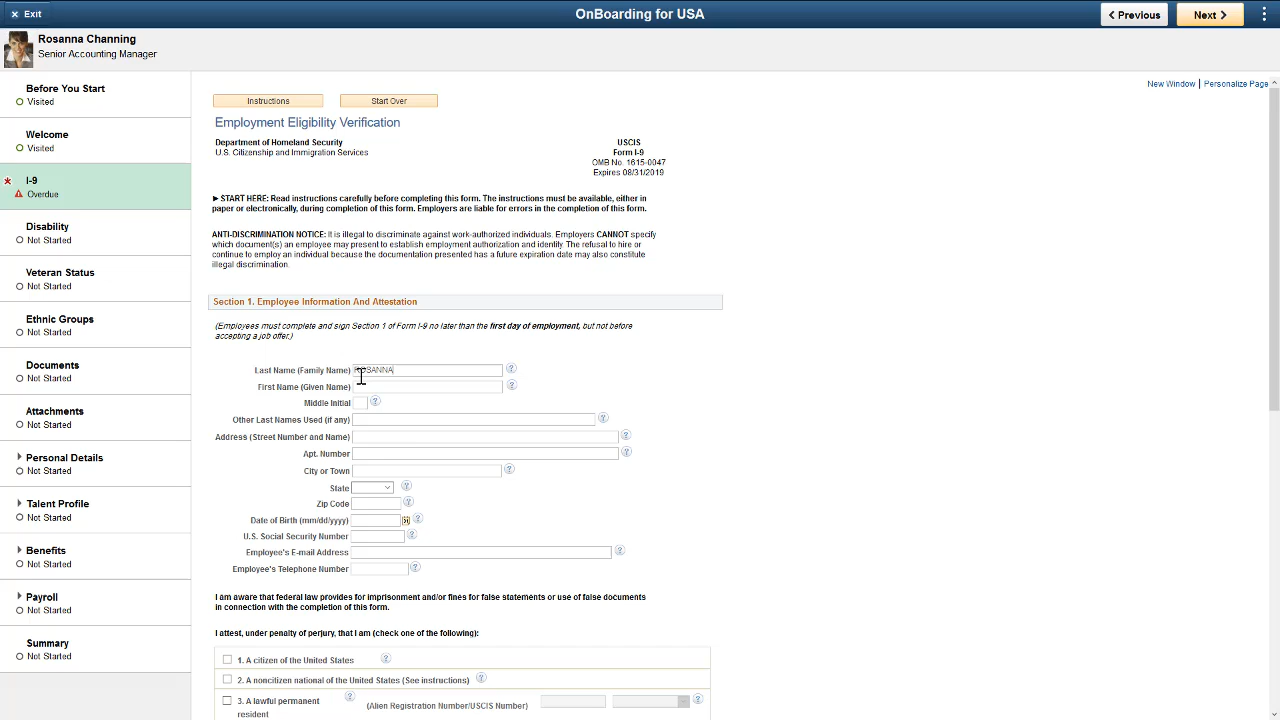 Exit
OnBoarding for USA
Previous
Next
Rosanna Channing
Senior Accounting Manager
Before You Start
Visited
Welcome
Visited
I-9
Overdue
Disability
Not Started
Veteran Status
Not Started
Ethnic Groups
Not Started
Documents
Not Started
Attachments
Not Started
Personal Details
Not Started
Talent Profile
Not Started
Benefits
Not Started
Payroll
Not Started
Summary
Not Started
New Window | Personalize Page
Instructions
Start Over
Employment Eligibility Verification
Department of Homeland Security
U.S. Citizenship and Immigration Services
USCIS
Form I-9
OMB No. 1615-0047
Expires 08/31/2019
►START HERE: Read instructions carefully before completing this form. The instructions must be available, either in
paper or electronically, during completion of this form. Employers are liable for errors in the completion of this form.
ANTI-DISCRIMINATION NOTICE: It is illegal to discriminate against work-authorized individuals. Employers CANNOT specify
which document(s) an employee may present to establish employment authorization and identity. The refusal to hire or
continue to employ an individual because the documentation presented has a future expiration date may also constitute
illegal discrimination.
Section 1. Employee Information And Attestation
(Employees must complete and sign Section 1 of Form I-9 no later than the first day of employment, but not before
accepting a job offer.)
Last Name (Family Name) ROSANNA
First Name (Given Name)
Middle Initial
Other Last Names Used (if any)
Address (Street Number and Name)
Apt. Number
City or Town
State
Zip Code
Date of Birth (mm/dd/yyyy)
U.S. Social Security Number
Employee's E-mail Address
Employee's Telephone Number
I am aware that federal law provides for imprisonment and/or fines for false statements or use of false documents
in connection with the completion of this form.
I attest, under penalty of perjury, that I am (check one of the following):
1. A citizen of the United States
2. A noncitizen national of the United States (See instructions)
3. A lawful permanent
resident
(Alien Registration Number/USCIS Number)